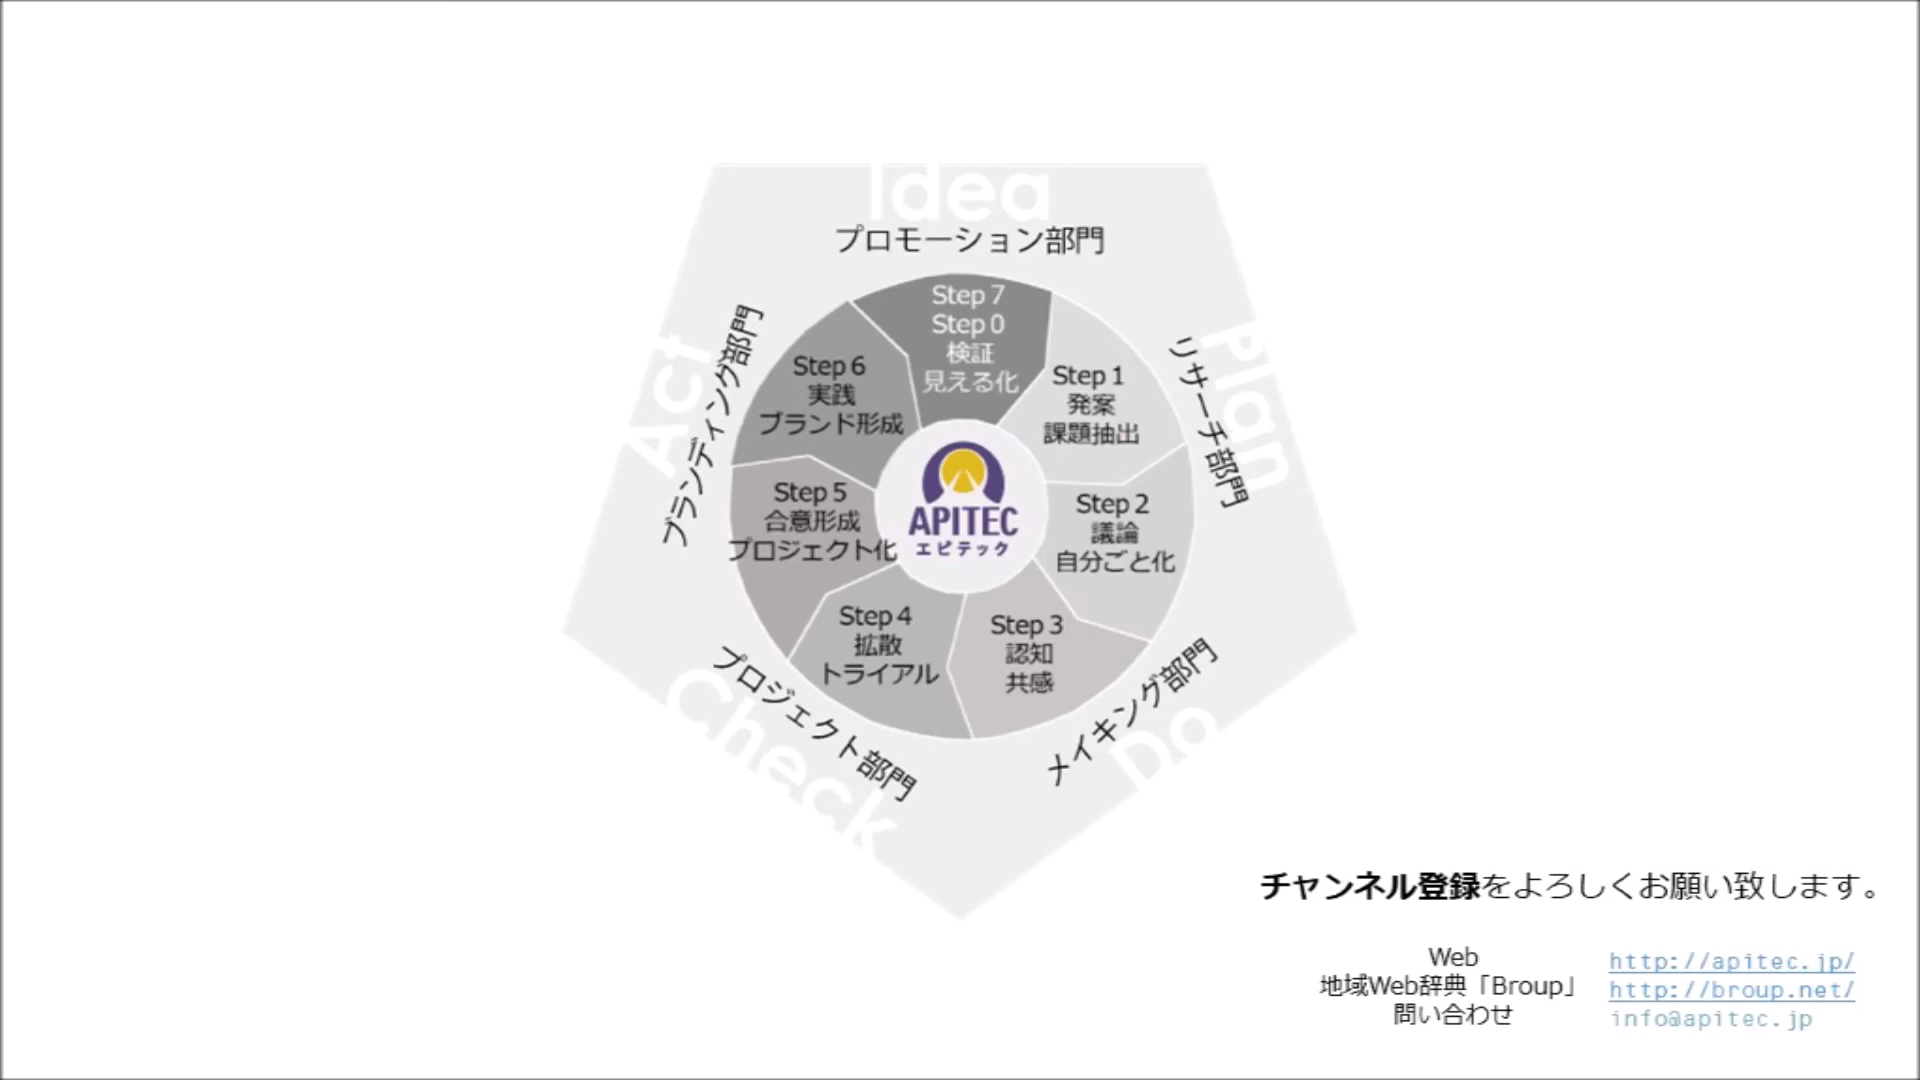 Idea
プロモーション部門
Plan
リサーチ部門
Do
メイキング部門
Check
プロジェクト部門
Act
ブランディング部門
Step 7
Step 0
検証
見える化
Step 1
発案
課題抽出
Step 2
議論
自分ごと化
Step 3
認知
共感
Step 4
拡散
トライアル
Step 5
合意形成
プロジェクト化
Step 6
実践
ブランド形成
APITEC
エピテック
チャンネル登録をよろしくお願い致します。
Web http://apitec.jp/
地域Web辞典「Broup」 http://broup.net/
問い合わせ info@apitec.jp